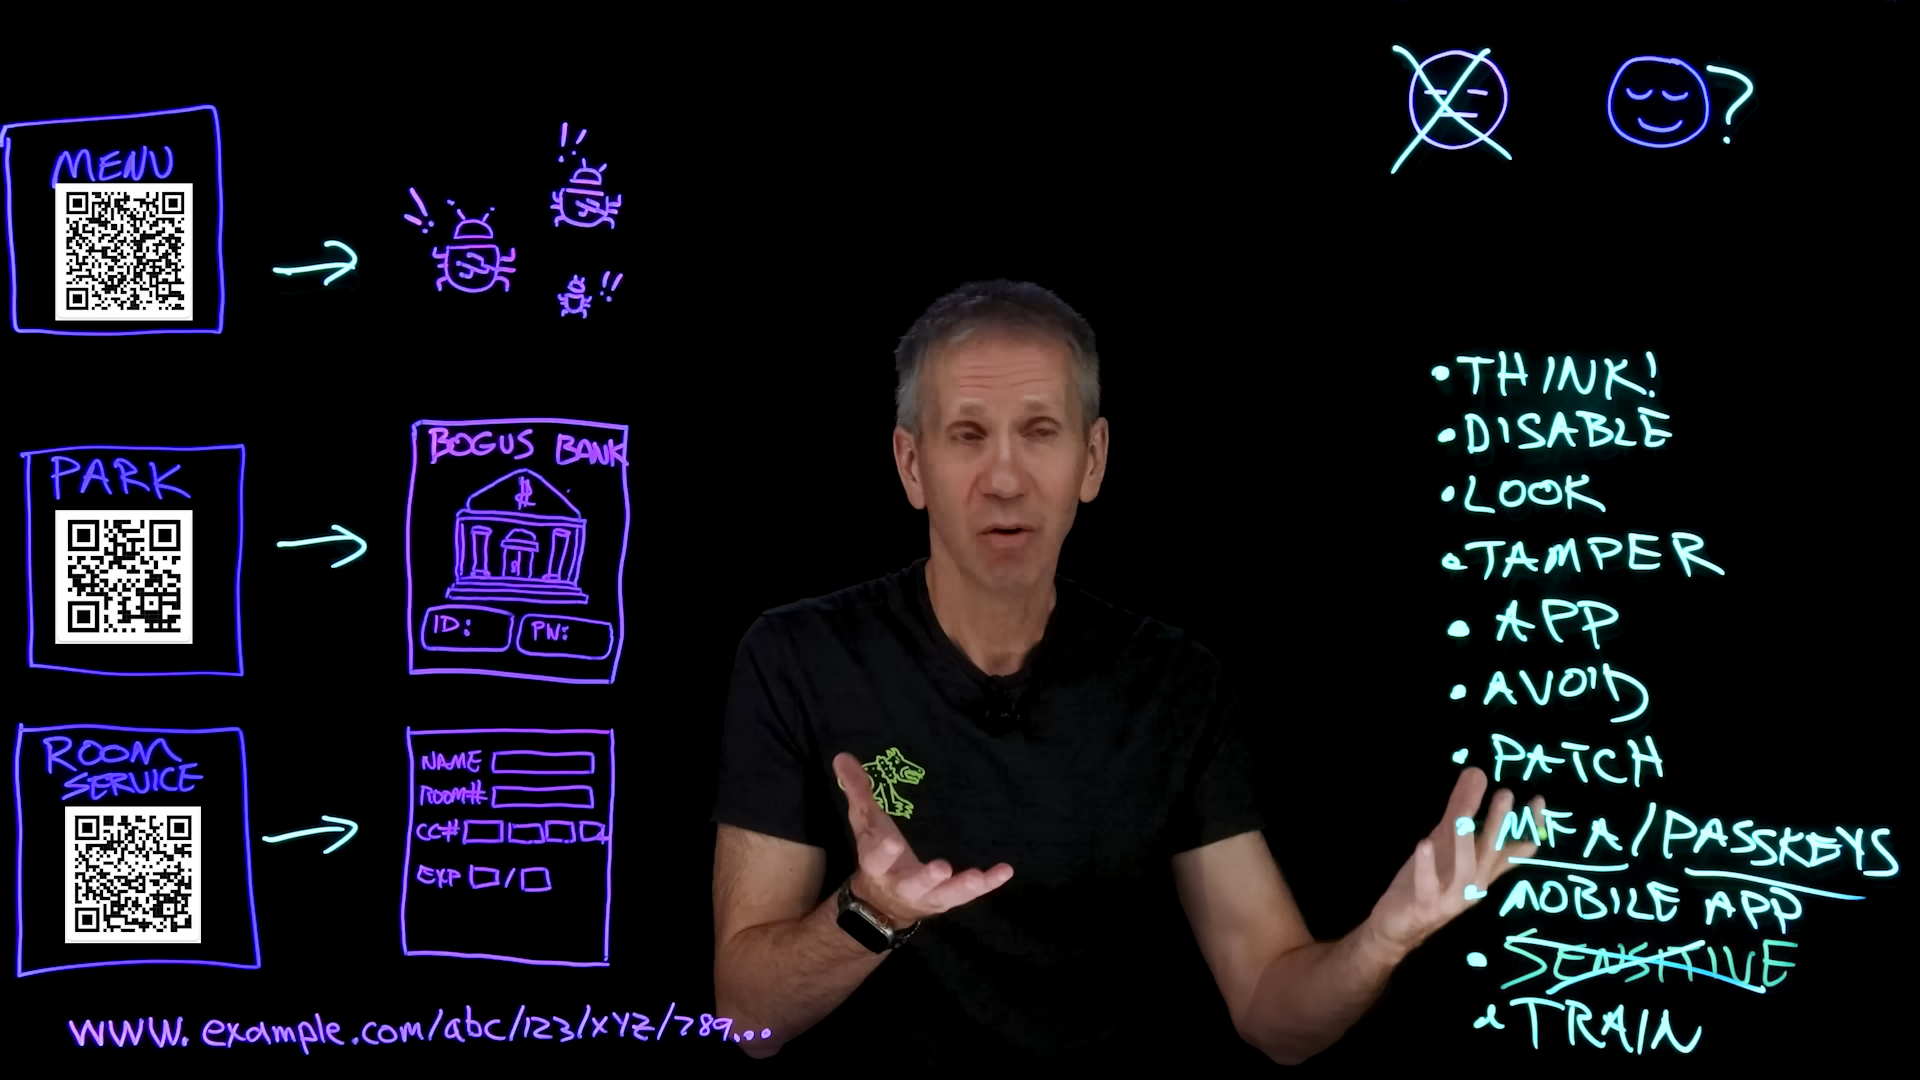 MENU
!!
!!
!!
PARK
BOGUS BANK
ID:
PW:
ROOM
SERVICE
NAME
ROOM#
CC#
EXP /
www.example.com/abc/123/XYZ/789...
?
• THINK!
• DISABLE
• LOOK
• TAMPER
• APP
• AVOID
• PATCH
• MFA/PASSKEYS
• MOBILE APP
• SENSITIVE
• TRAIN